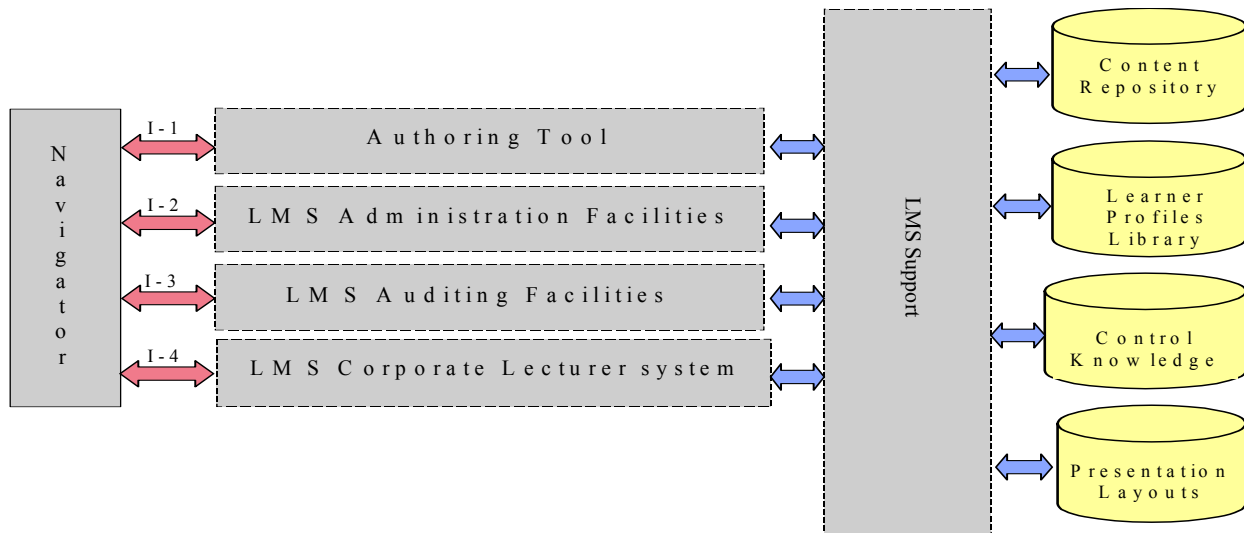 Navigator
I-1
Authoring Tool
I-2
LMS Administration Facilities
I-3
LMS Auditing Facilities
I-4
LMS Corporate Lecturer system
LMS Support
Content
Repository
Learner
Profiles
Library
Control
Knowledge
Presentation
Layouts